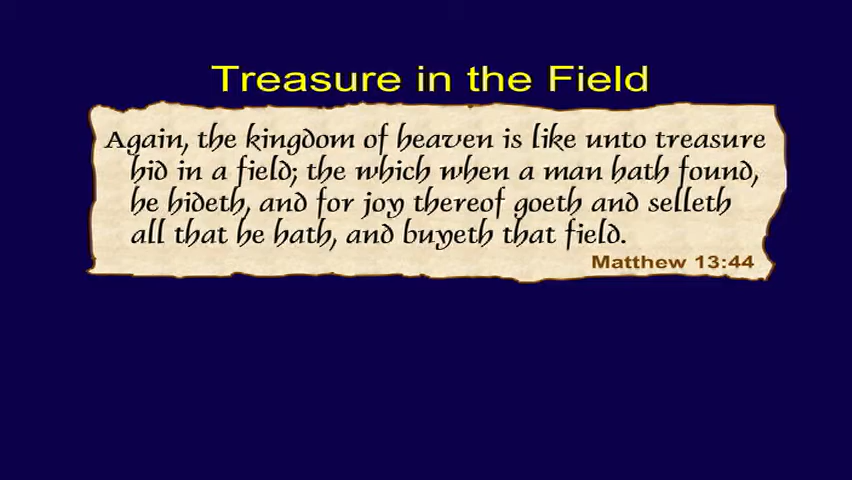 Treasure in the Field
Again, the kingdom of heaven is like unto treasure
hid in a field; the which when a man hath found,
he hideth, and for joy thereof goeth and selleth
all that he hath, and buyeth that field.
Matthew 13:44